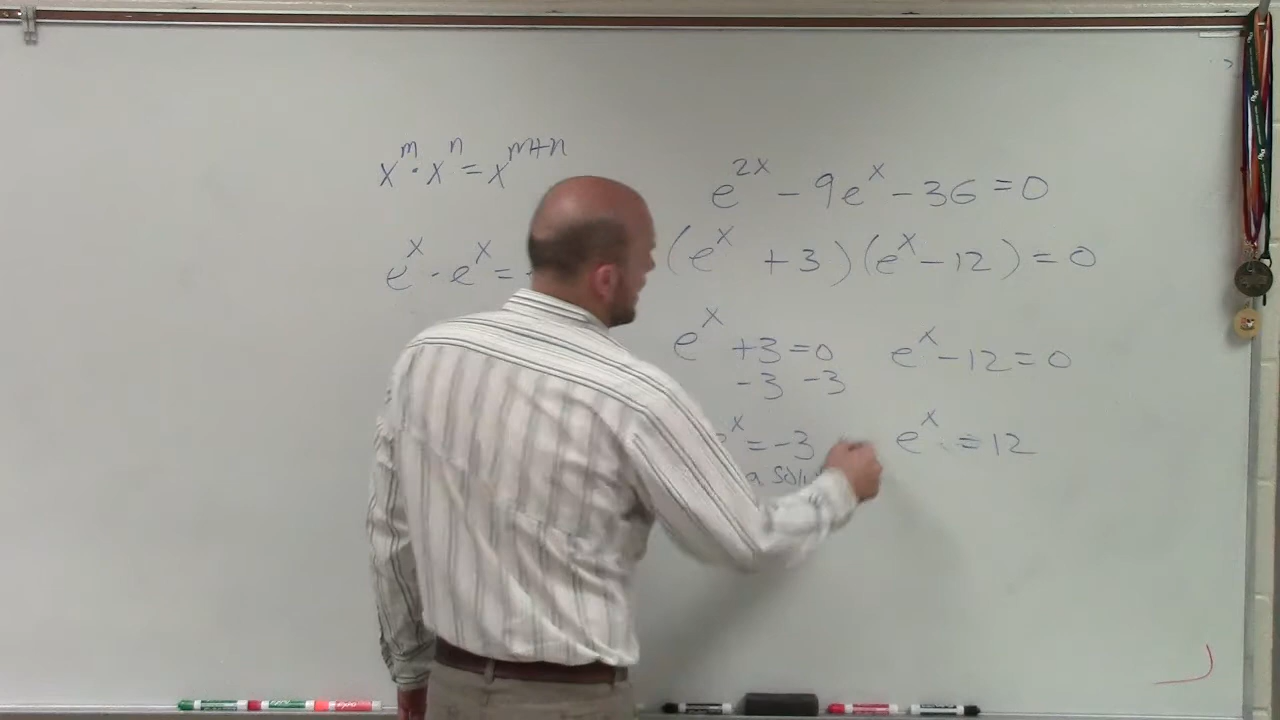 x^m · x^n = x^{m+n}
e^x · e^x =
e^{2x} - 9e^x - 36 = 0
(e^x + 3)(e^x - 12) = 0
e^x + 3 = 0
-3 -3
e^x = -3
a
e^x - 12 = 0
e^x = 12